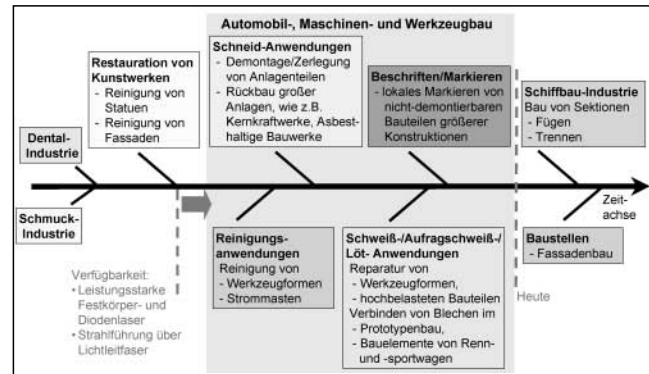 Automobil-, Maschinen- und Werkzeugbau
Restauration von
Kunstwerken
- Reinigung von
Statuen
- Reinigung von
Fassaden
Schneid-Anwendungen
- Demontage/Zerlegung
von Anlagenteilen
- Rückbau großer
Anlagen, wie z.B.
Kernkraftwerke, Asbest-
haltige Bauwerke
Beschriften/Markieren
- lokales Markieren von
nicht-demontierbaren
Bauteilen größerer
Konstruktionen
Schiffbau-Industrie
Bau von Sektionen
- Fügen
- Trennen
Dental-
Industrie
Zeit-
achse
Schmuck-
Industrie
Verfügbarkeit:
• Leistungsstarke
Festkörper- und
Diodenlaser
• Strahlführung über
Lichtleitfaser
Reinigungs-
anwendungen
Reinigung von
- Werkzeugformen
- Strommasten
Schweiß-/Aufragschweiß-/
Löt- Anwendungen
Reparatur von
- Werkzeugformen,
- hochbelasteten Bauteilen
Verbinden von Blechen im
- Prototypenbau,
- Bauelemente von Renn-
und -sportwagen
Baustellen
- Fassadenbau
Heute